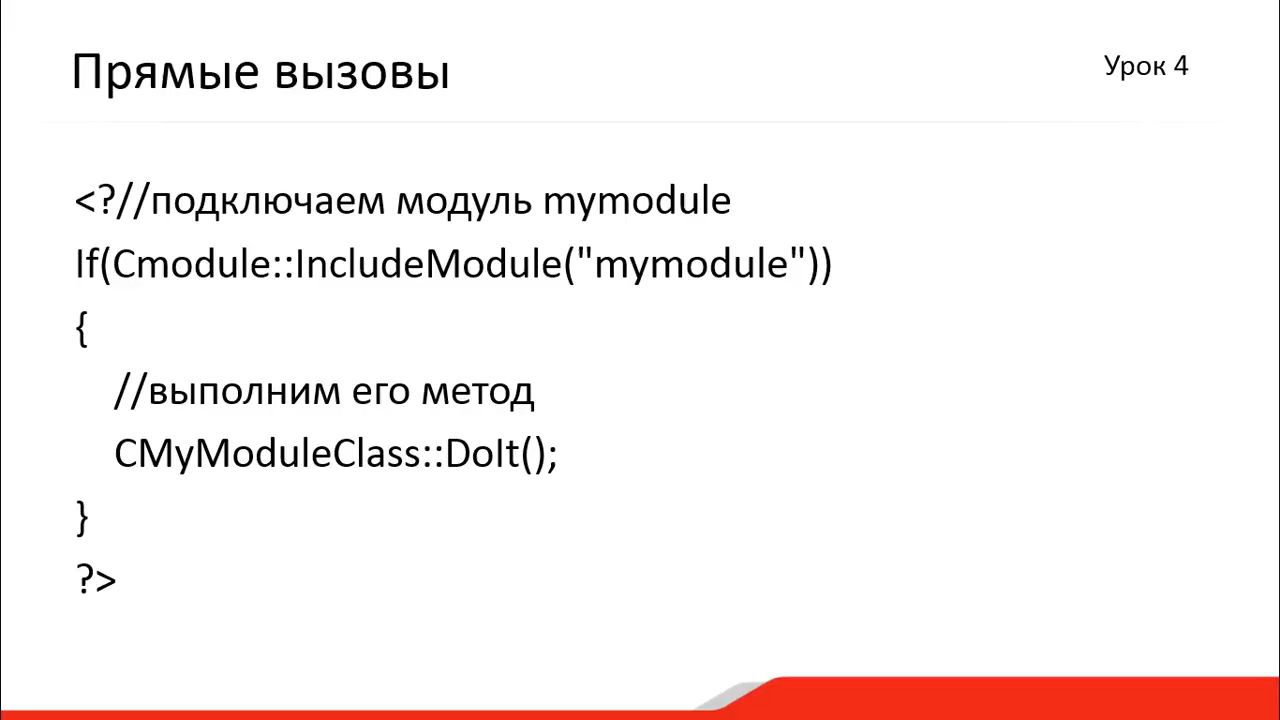 Прямые вызовы
Урок 4
<?//подключаем модуль mymodule
If(Cmodule::IncludeModule("mymodule"))
{
//выполним его метод
CMyModuleClass::DoIt();
}
?>